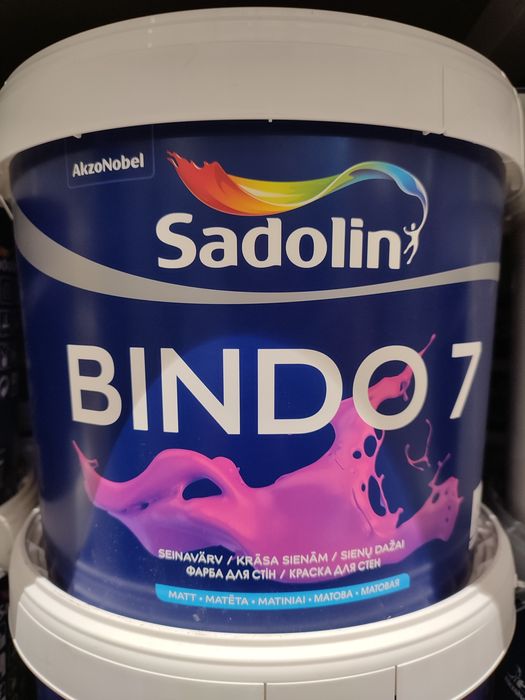 AkzoNobel
Sadolin
BINDO 7
SEINAVÄRV / KRĀSA SIENĀM / SIENŲ DAŽAI
ФАРБА ДЛЯ СТІН / КРАСКА ДЛЯ СТЕН
MATT • MATĒTA • MATINIAI • МАТОВА • МАТОВАЯ